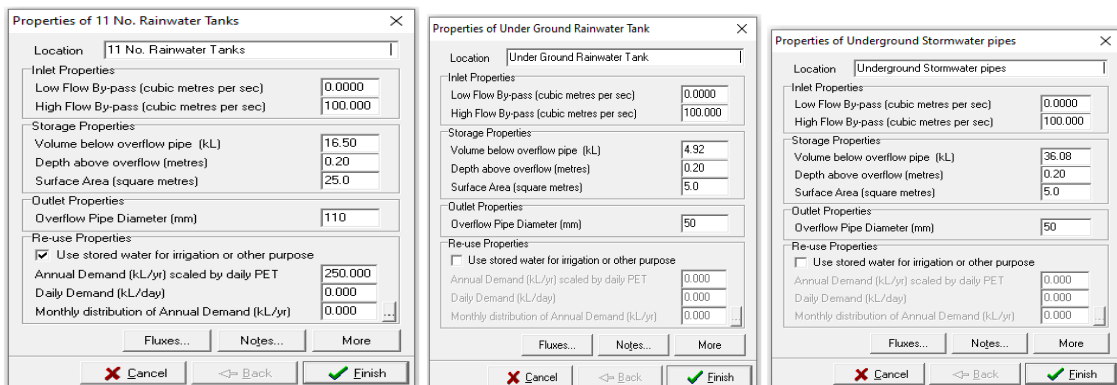 Properties of 11 No. Rainwater Tanks
Location 11 No. Rainwater Tanks
Inlet Properties
Low Flow By-pass (cubic metres per sec) 0.0000
High Flow By-pass (cubic metres per sec) 100.000
Storage Properties
Volume below overflow pipe (kL) 16.50
Depth above overflow (metres) 0.20
Surface Area (square metres) 25.0
Outlet Properties
Overflow Pipe Diameter (mm) 110
Re-use Properties
Use stored water for irrigation or other purpose
Annual Demand (kL/yr) scaled by daily PET 250.000
Daily Demand (kL/day) 0.000
Monthly distribution of Annual Demand (kL/yr) 0.000 ...
Fluxes... Notes... More
Cancel Back Finish
Properties of Under Ground Rainwater Tank
Location Under Ground Rainwater Tank
Inlet Properties
Low Flow By-pass (cubic metres per sec) 0.0000
High Flow By-pass (cubic metres per sec) 100.000
Storage Properties
Volume below overflow pipe (kL) 4.92
Depth above overflow (metres) 0.20
Surface Area (square metres) 5.0
Outlet Properties
Overflow Pipe Diameter (mm) 50
Re-use Properties
Use stored water for irrigation or other purpose
Annual Demand (kL/yr) scaled by daily PET 0.000
Daily Demand (kL/day) 0.000
Monthly distribution of Annual Demand (kL/yr) 0.000 ...
Fluxes... Notes... More
Cancel Back Finish
Properties of Underground Stormwater pipes
Location Underground Stormwater pipes
Inlet Properties
Low Flow By-pass (cubic metres per sec) 0.0000
High Flow By-pass (cubic metres per sec) 100.000
Storage Properties
Volume below overflow pipe (kL) 36.08
Depth above overflow (metres) 0.20
Surface Area (square metres) 5.0
Outlet Properties
Overflow Pipe Diameter (mm) 50
Re-use Properties
Use stored water for irrigation or other purpose
Annual Demand (kL/yr) scaled by daily PET 0.000
Daily Demand (kL/day) 0.000
Monthly distribution of Annual Demand (kL/yr) 0.000 ...
Fluxes... Notes... More
Cancel Back Finish